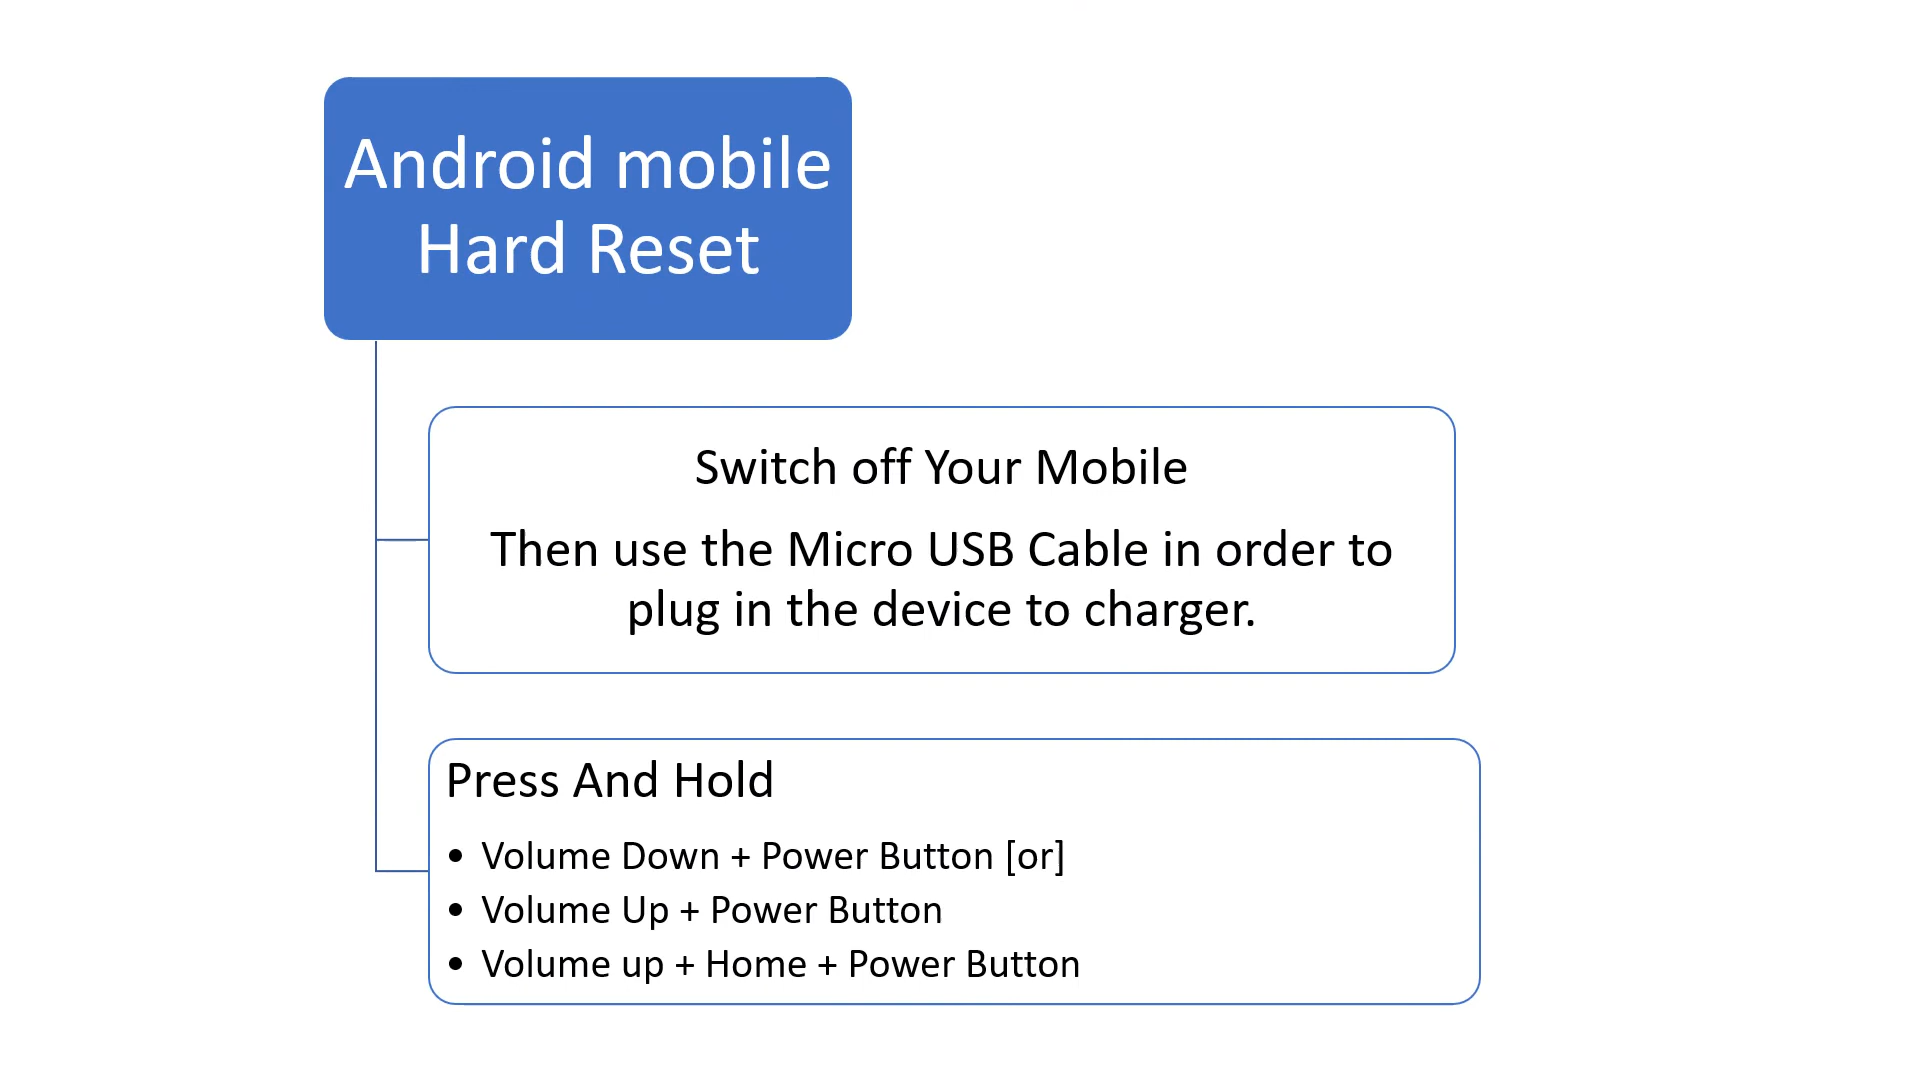 Android mobile
Hard Reset
Switch off Your Mobile
Then use the Micro USB Cable in order to
plug in the device to charger.
Press And Hold
• Volume Down + Power Button [or]
• Volume Up + Power Button
• Volume up + Home + Power Button